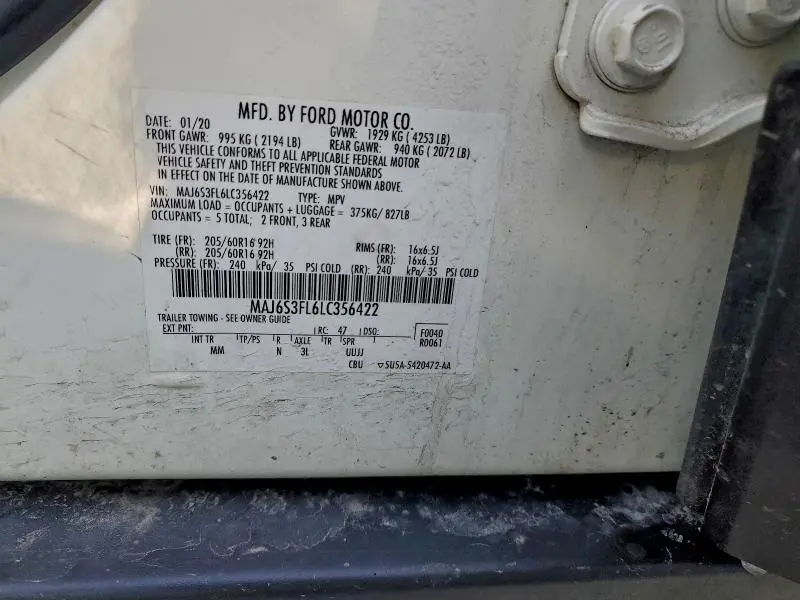 MFD. BY FORD MOTOR CO.
DATE: 01/20 GVWR: 1929 KG (4253 LB)
FRONT GAWR: 995 KG (2194 LB) REAR GAWR: 940 KG (2072 LB)
THIS VEHICLE CONFORMS TO ALL APPLICABLE FEDERAL MOTOR
VEHICLE SAFETY AND THEFT PREVENTION STANDARDS
IN EFFECT ON THE DATE OF MANUFACTURE SHOWN ABOVE.
VIN: MAJ6S3FL6LC356422 TYPE: MPV
MAXIMUM LOAD = OCCUPANTS + LUGGAGE = 375KG/ 827LB
OCCUPANTS = 5 TOTAL; 2 FRONT, 3 REAR
TIRE (FR): 205/60R16 92H RIMS (FR): 16x6.5J
(RR): 205/60R16 92H (RR): 16x6.5J
PRESSURE (FR): 240 kPa/ 35 PSI COLD (RR): 240 kPa/ 35 PSI COLD
MAJ6S3FL6LC356422
TRAILER TOWING - SEE OWNER GUIDE
EXT PNT: RC: 47 DSO: F0040
INT TR TP/PS R AXLE TR SPR R0061
MM N 3L UUJJ
CBU 5U5A-5420472-AA